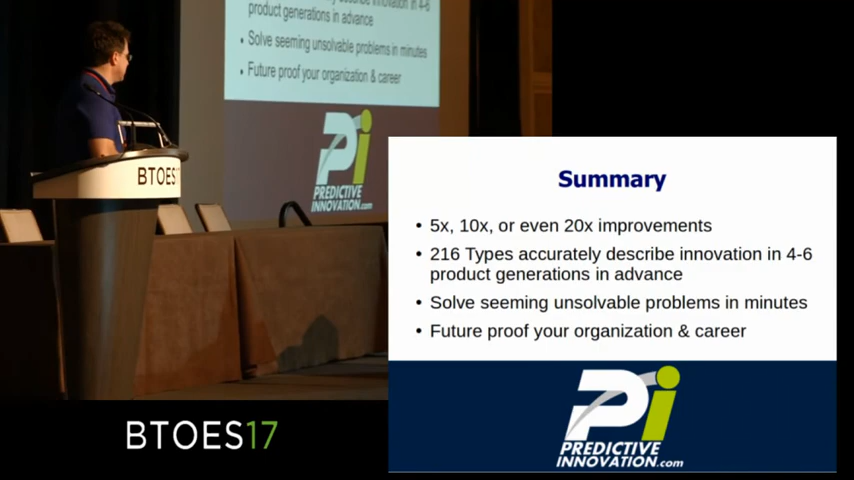 product generations in advance
• Solve seeming unsolvable problems in minutes
• Future proof your organization & career
Pi
PREDICTIVE
INNOVATION.com
BTOES
Summary
• 5x, 10x, or even 20x improvements
• 216 Types accurately describe innovation in 4-6
product generations in advance
• Solve seeming unsolvable problems in minutes
• Future proof your organization & career
Pi
PREDICTIVE
INNOVATION.com
BTOES17